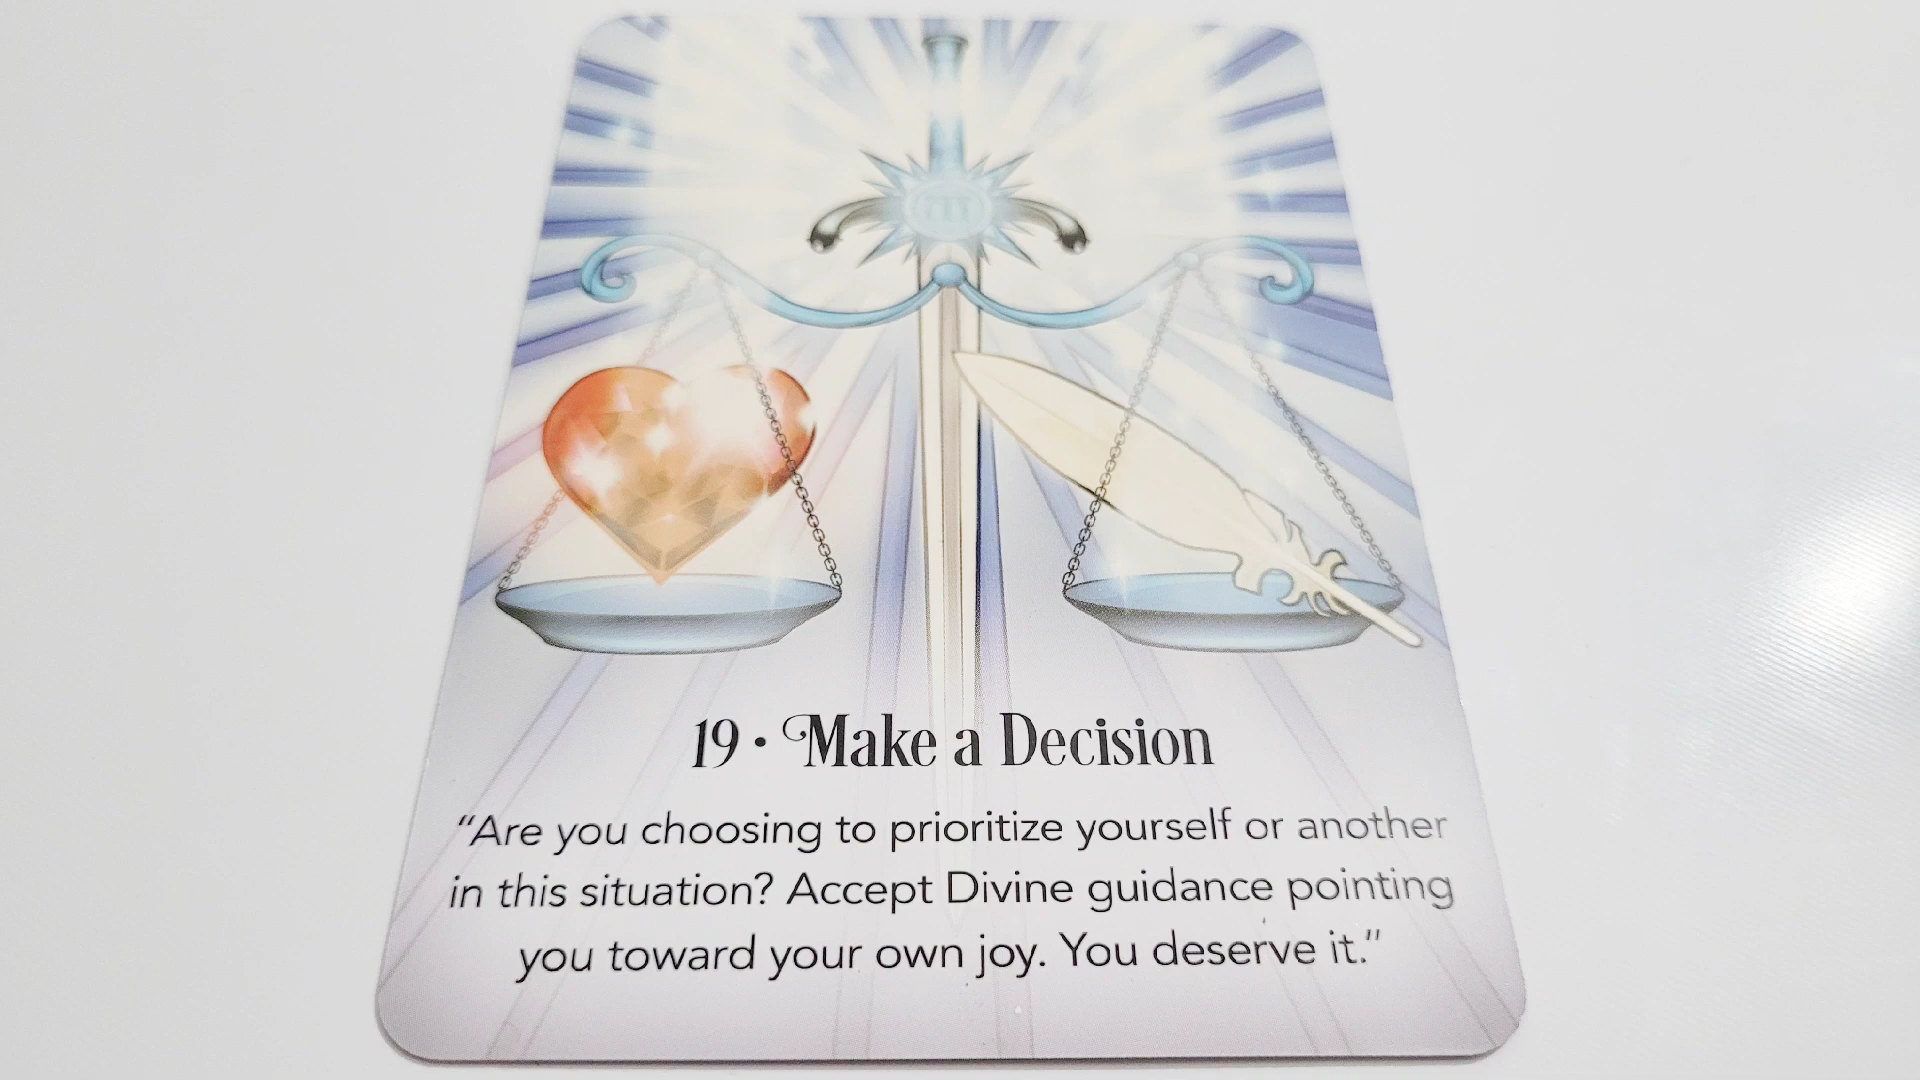 19 · Make a Decision
“Are you choosing to prioritize yourself or another
in this situation? Accept Divine guidance pointing
you toward your own joy. You deserve it.”